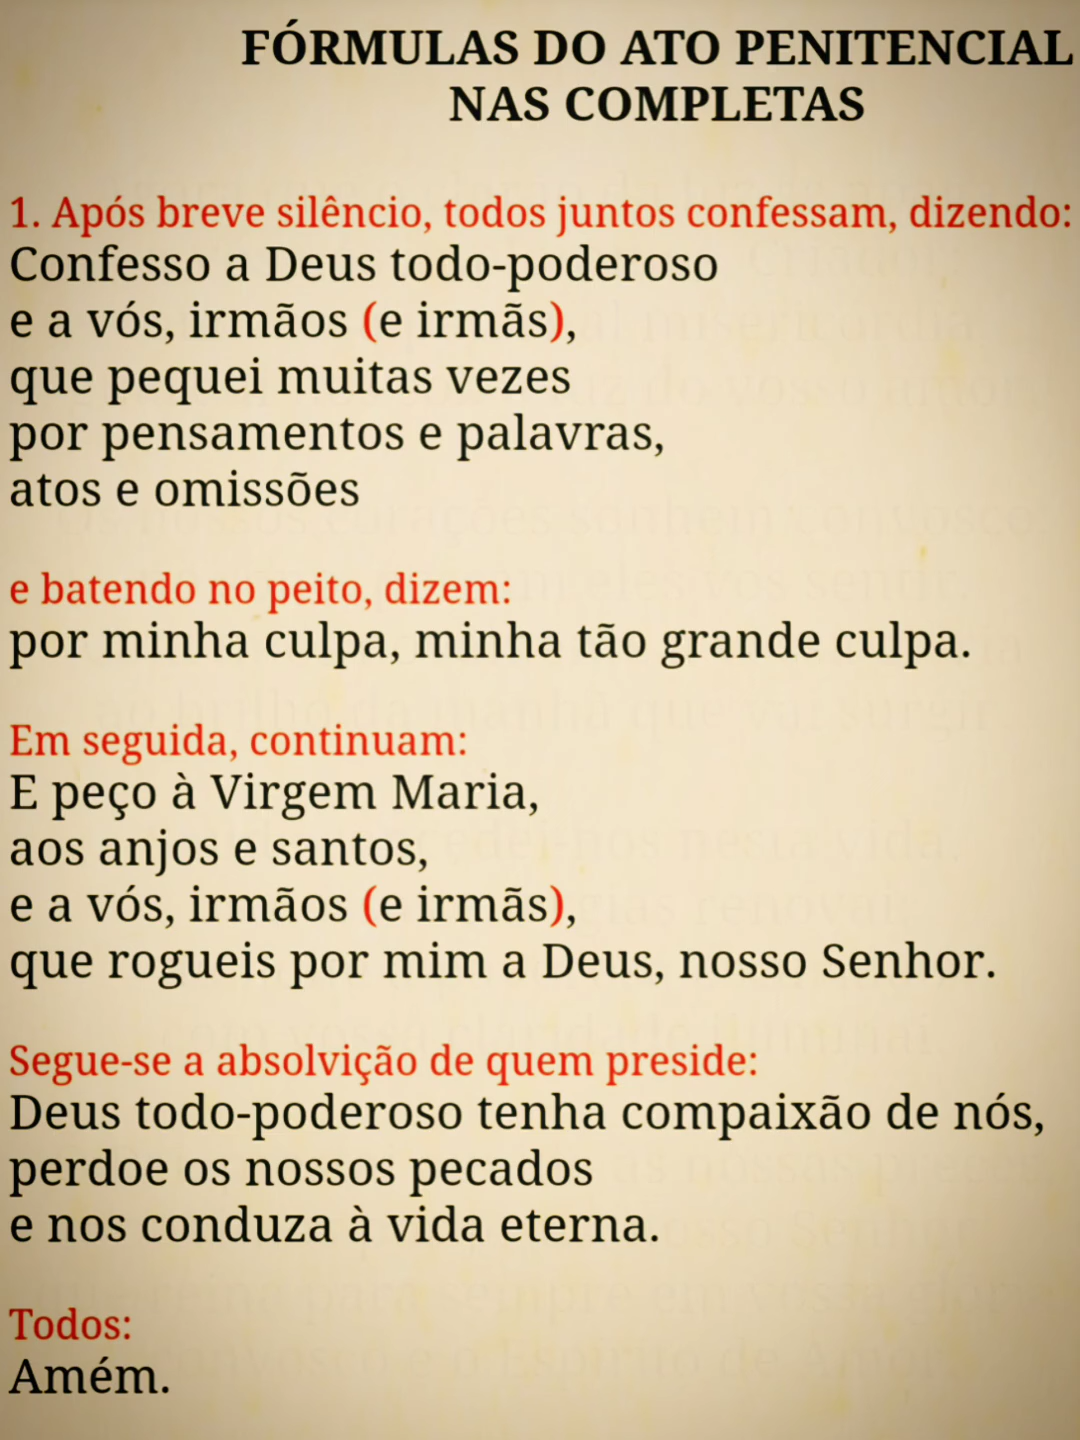 FÓRMULAS DO ATO PENITENCIAL
NAS COMPLETAS
1. Após breve silêncio, todos juntos confessam, dizendo:
Confesso a Deus todo-poderoso
e a vós, irmãos (e irmãs),
que pequei muitas vezes
por pensamentos e palavras,
atos e omissões
e batendo no peito, dizem:
por minha culpa, minha tão grande culpa.
Em seguida, continuam:
E peço à Virgem Maria,
aos anjos e santos,
e a vós, irmãos (e irmãs),
que rogueis por mim a Deus, nosso Senhor.
Segue-se a absolvição de quem preside:
Deus todo-poderoso tenha compaixão de nós,
perdoe os nossos pecados
e nos conduza à vida eterna.
Todos:
Amém.